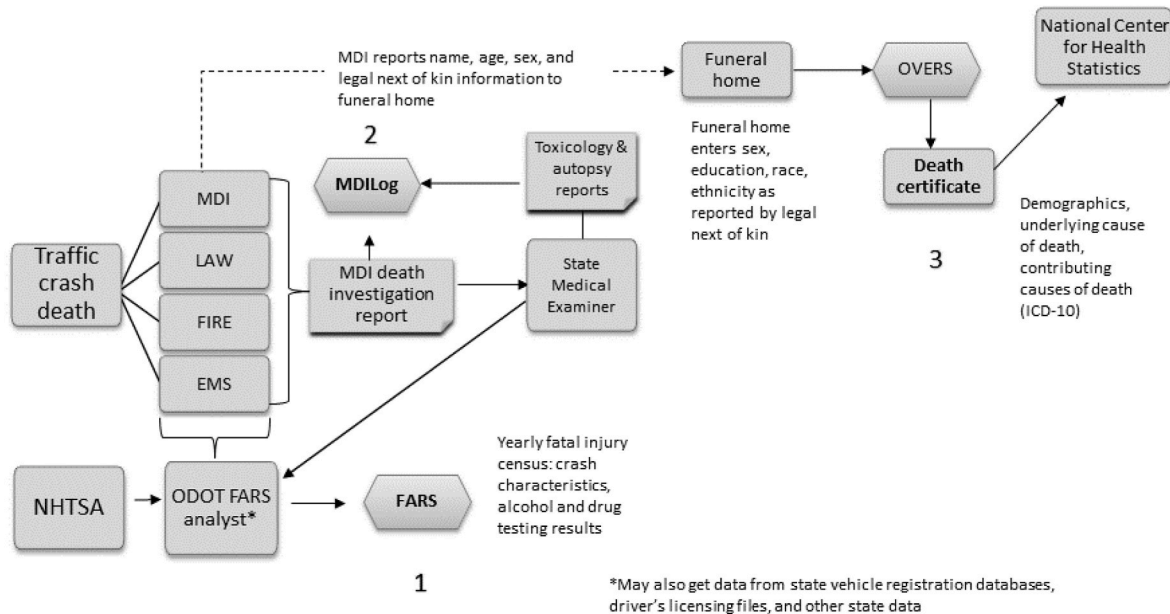 MDI reports name, age, sex, and
legal next of kin information to
funeral home
Funeral
home
OVERS
National Center
for Health
Statistics
2
MDILog
Toxicology &
autopsy
reports
Funeral home
enters sex,
education, race,
ethnicity as
reported by legal
next of kin
Death
certificate
3
Demographics,
underlying cause
of death,
contributing
causes of death
(ICD-10)
Traffic
crash
death
MDI
LAW
FIRE
EMS
MDI death
investigation
report
State
Medical
Examiner
NHTSA
ODOT FARS
analyst*
FARS
Yearly fatal injury
census: crash
characteristics,
alcohol and drug
testing results
1
*May also get data from state vehicle registration databases,
driver's licensing files, and other state data